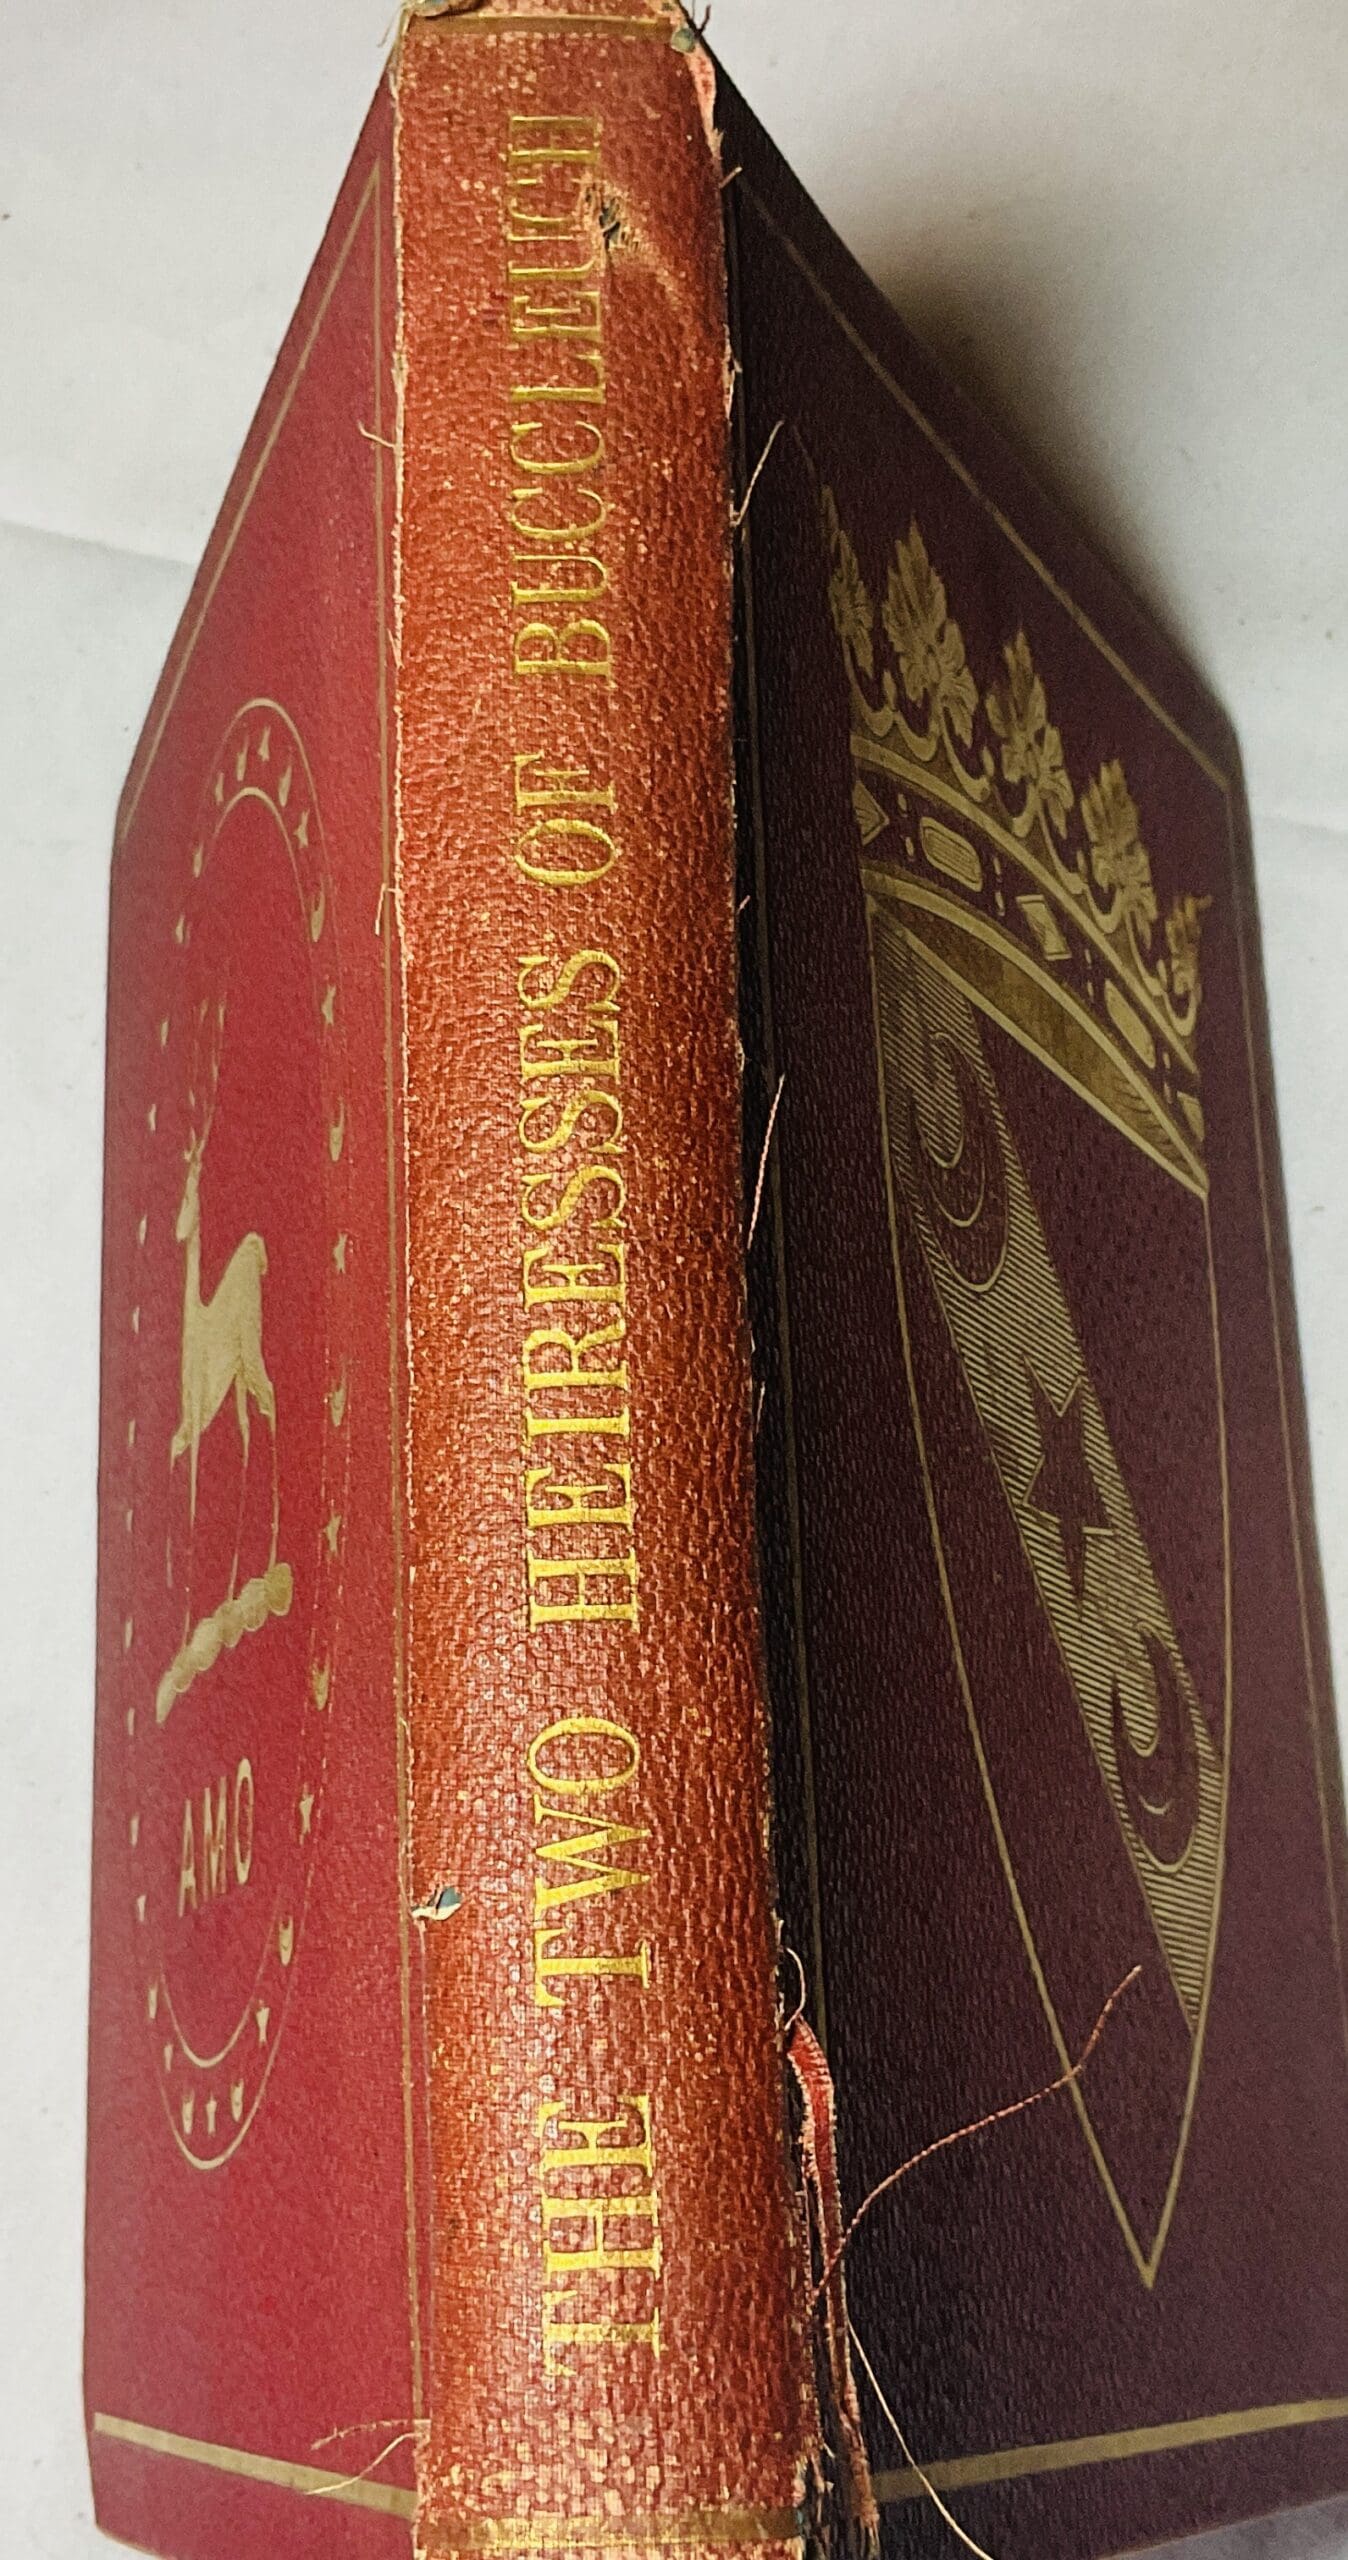 THE TWO HEIRESSES OF BUCCLEUCH
AMO